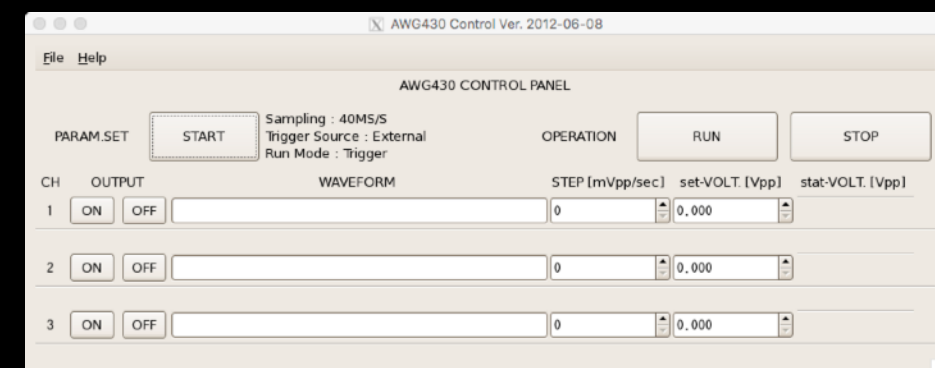 AWG430 Control Ver. 2012-06-08
File Help
AWG430 CONTROL PANEL
PARAM.SET START Sampling : 40MS/S
Trigger Source : External
Run Mode : Trigger
OPERATION RUN STOP
CH OUTPUT WAVEFORM STEP [mVpp/sec] set-VOLT. [Vpp] stat-VOLT. [Vpp]
1 ON OFF 0 0.000
2 ON OFF 0 0.000
3 ON OFF 0 0.000